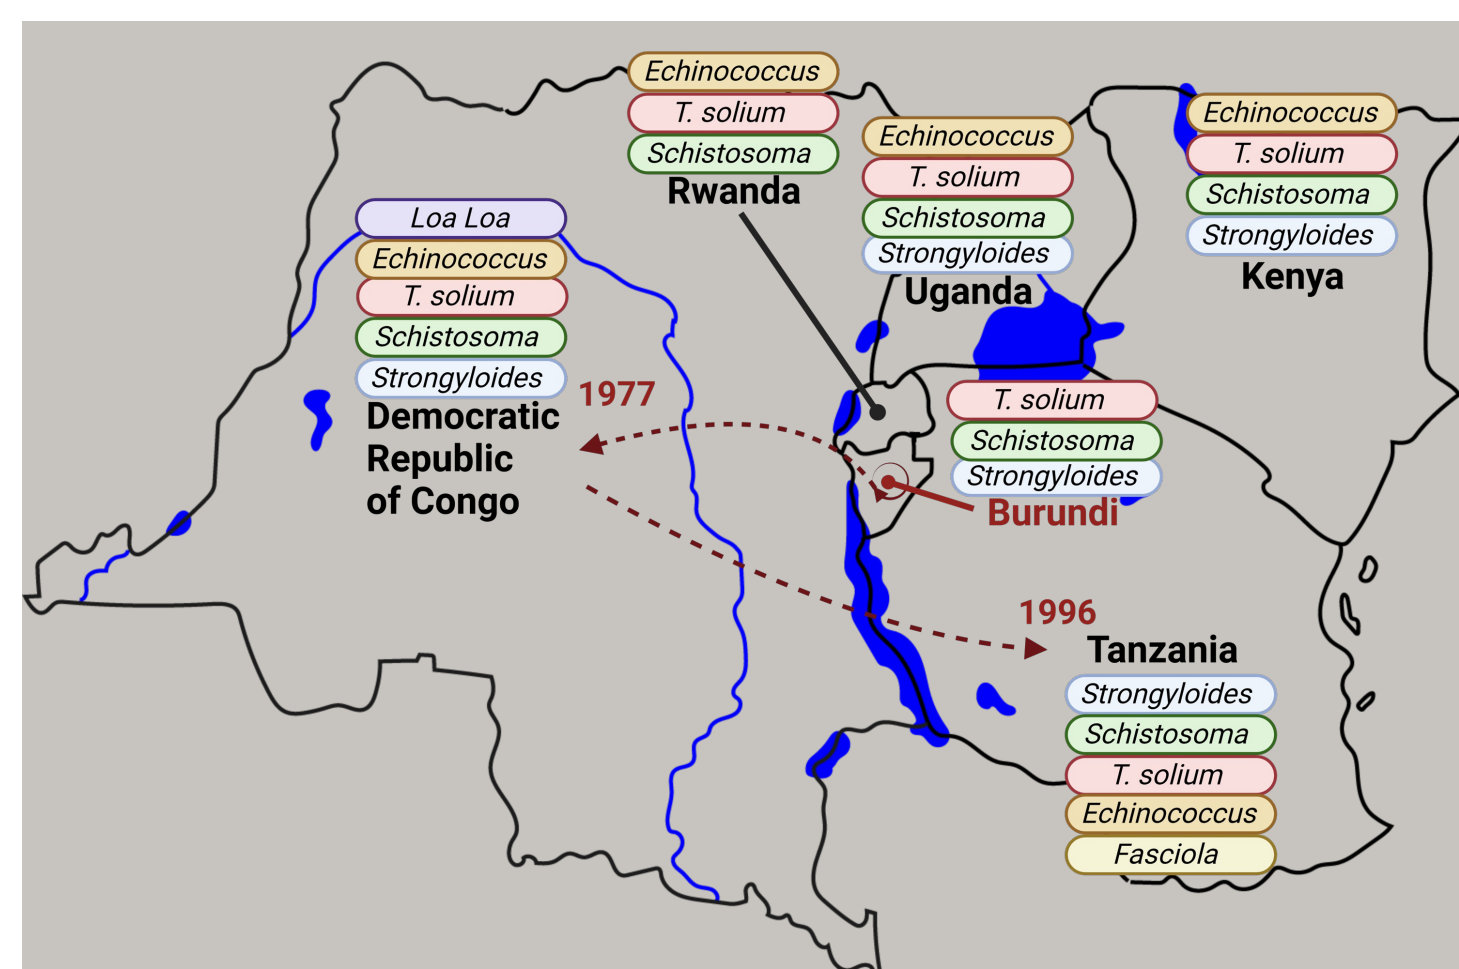 Echinococcus
T. solium
Schistosoma
Rwanda
Echinococcus
T. solium
Schistosoma
Strongyloides
Uganda
Echinococcus
T. solium
Schistosoma
Strongyloides
Kenya
Loa Loa
Echinococcus
T. solium
Schistosoma
Strongyloides
Democratic
Republic
of Congo
1977
T. solium
Schistosoma
Strongyloides
Burundi
1996
Tanzania
Strongyloides
Schistosoma
T. solium
Echinococcus
Fasciola